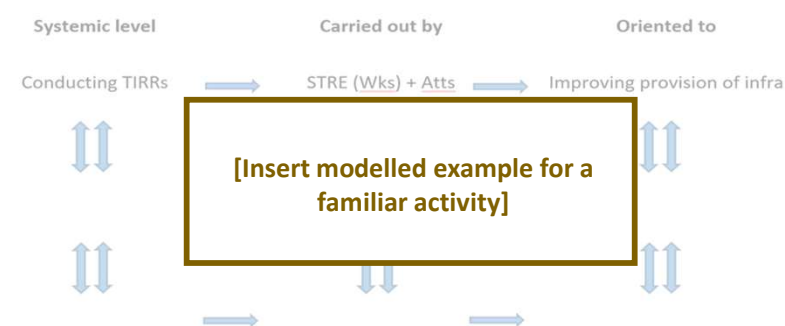 Systemic level Carried out by Oriented to
Conducting TIRRs STRE (Wks) + Atts Improving provision of infra
[Insert modelled example for a
familiar activity]